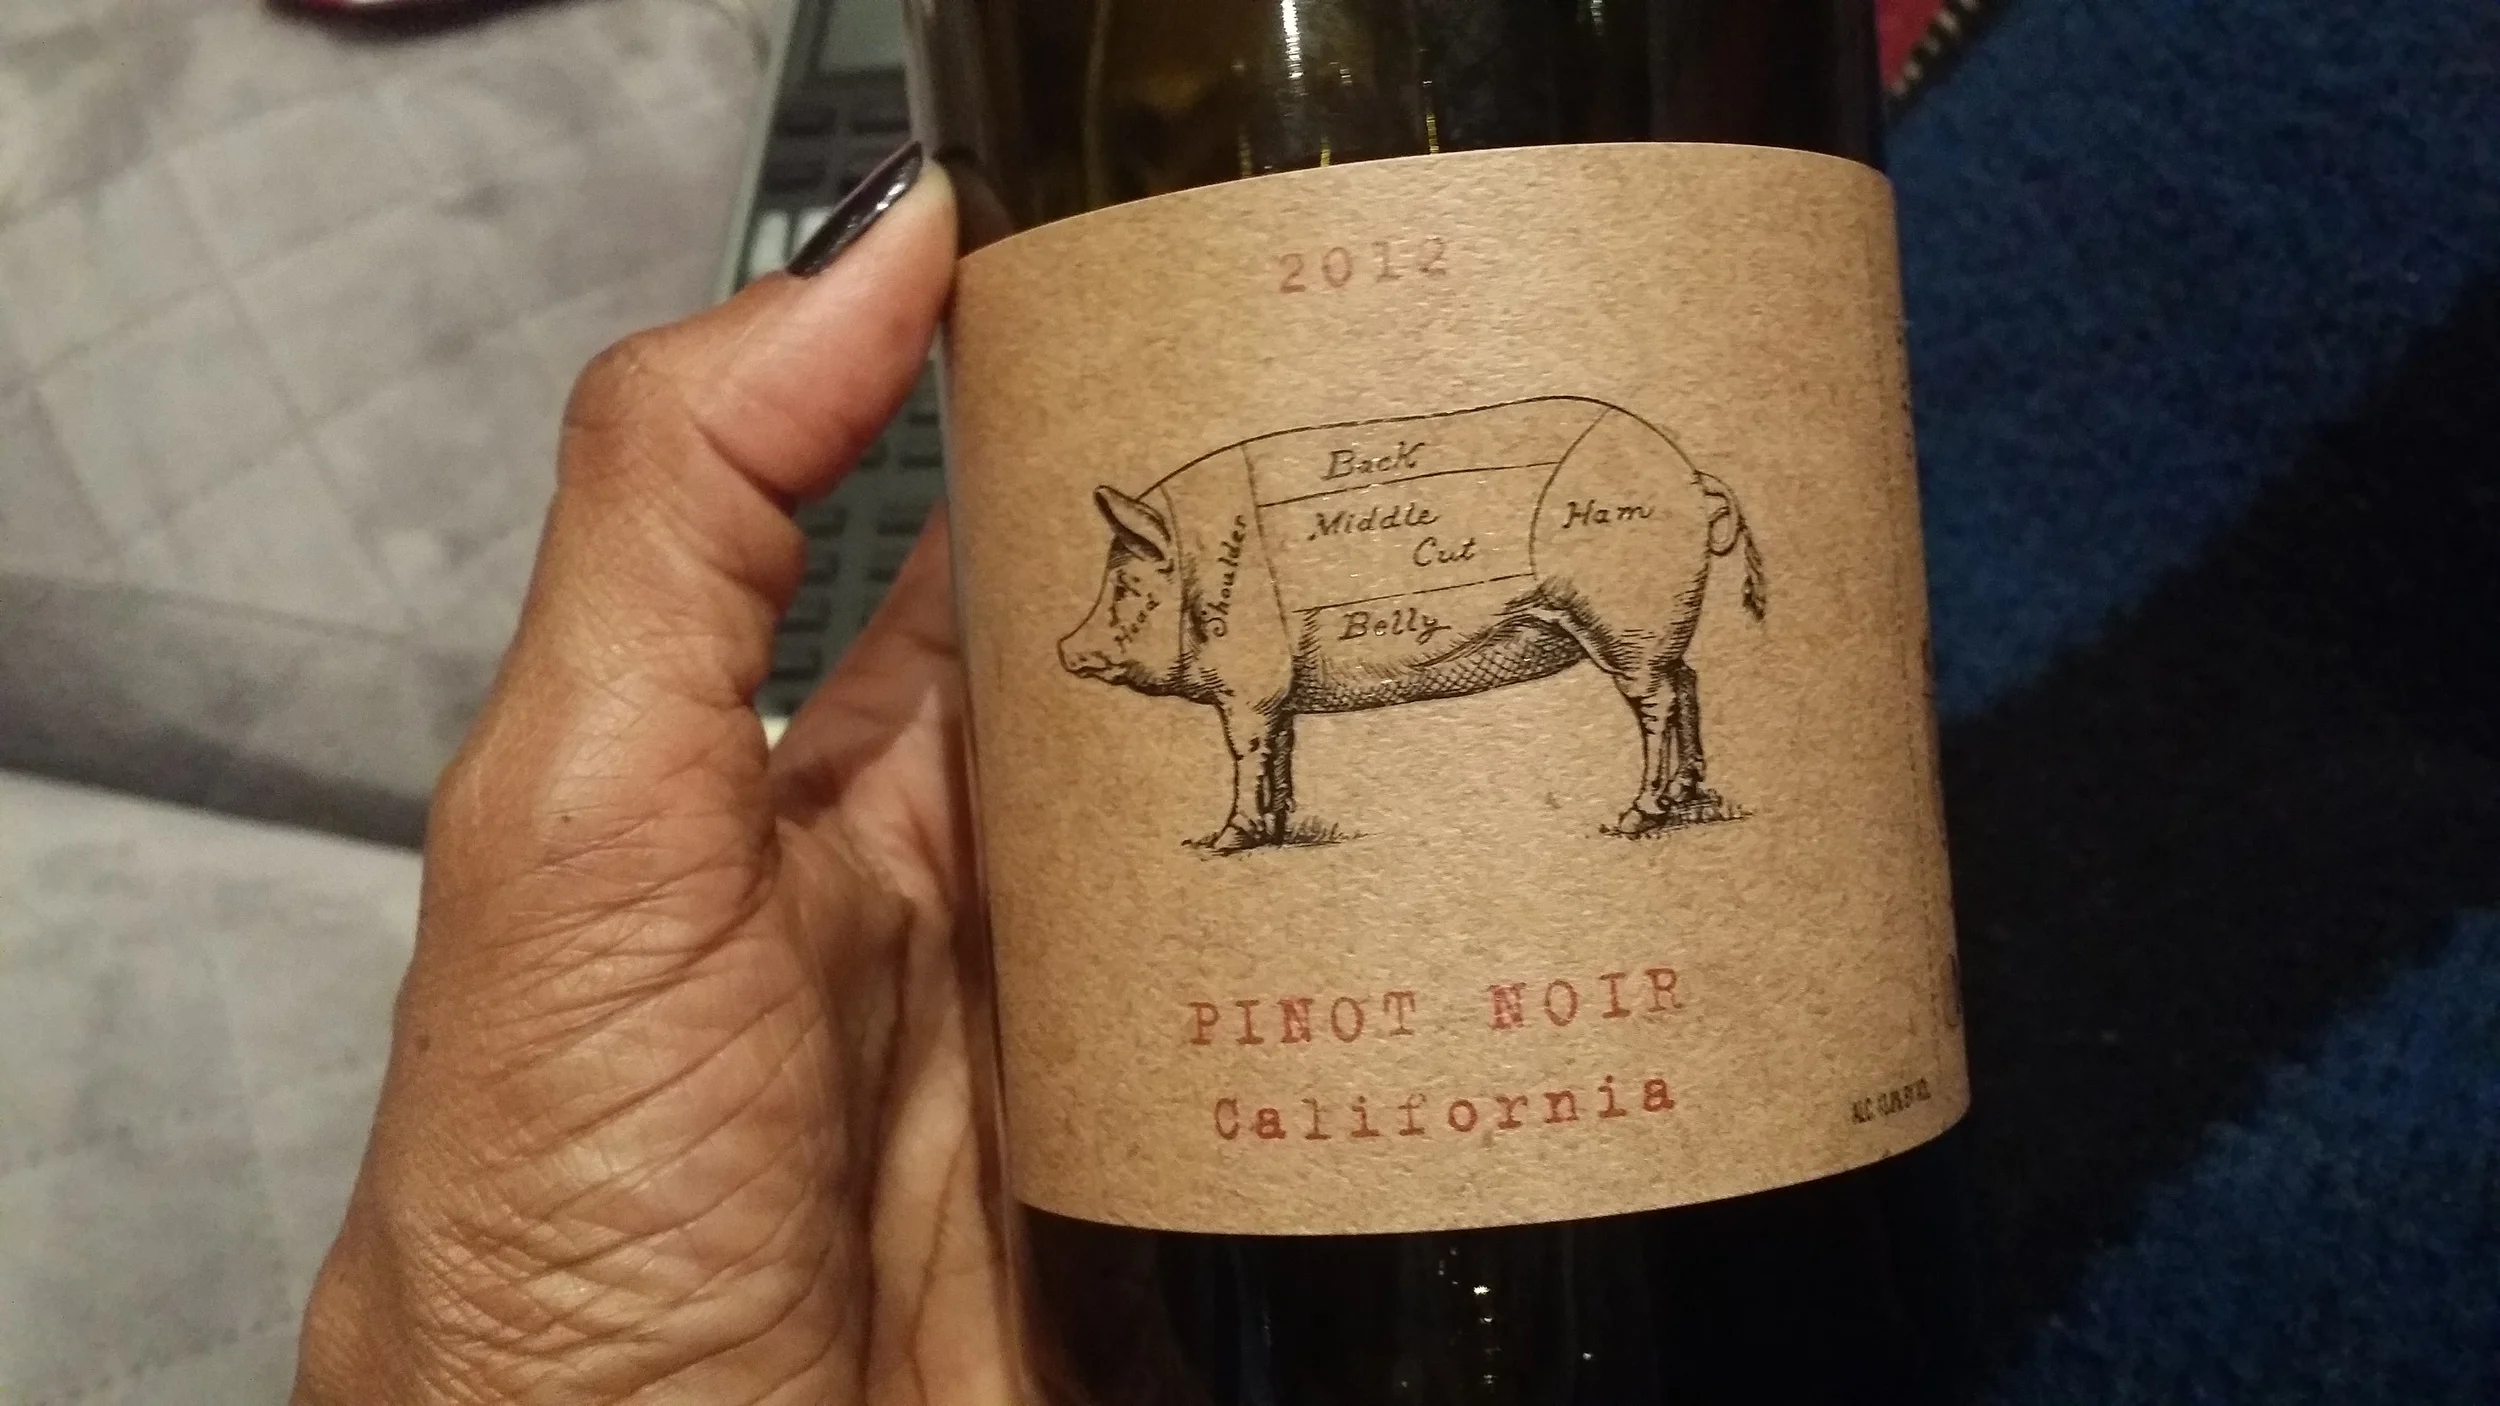 2012
Back
Middle
Cut
Ham
Head
Shoulder
Belly
PINOT NOIR
California